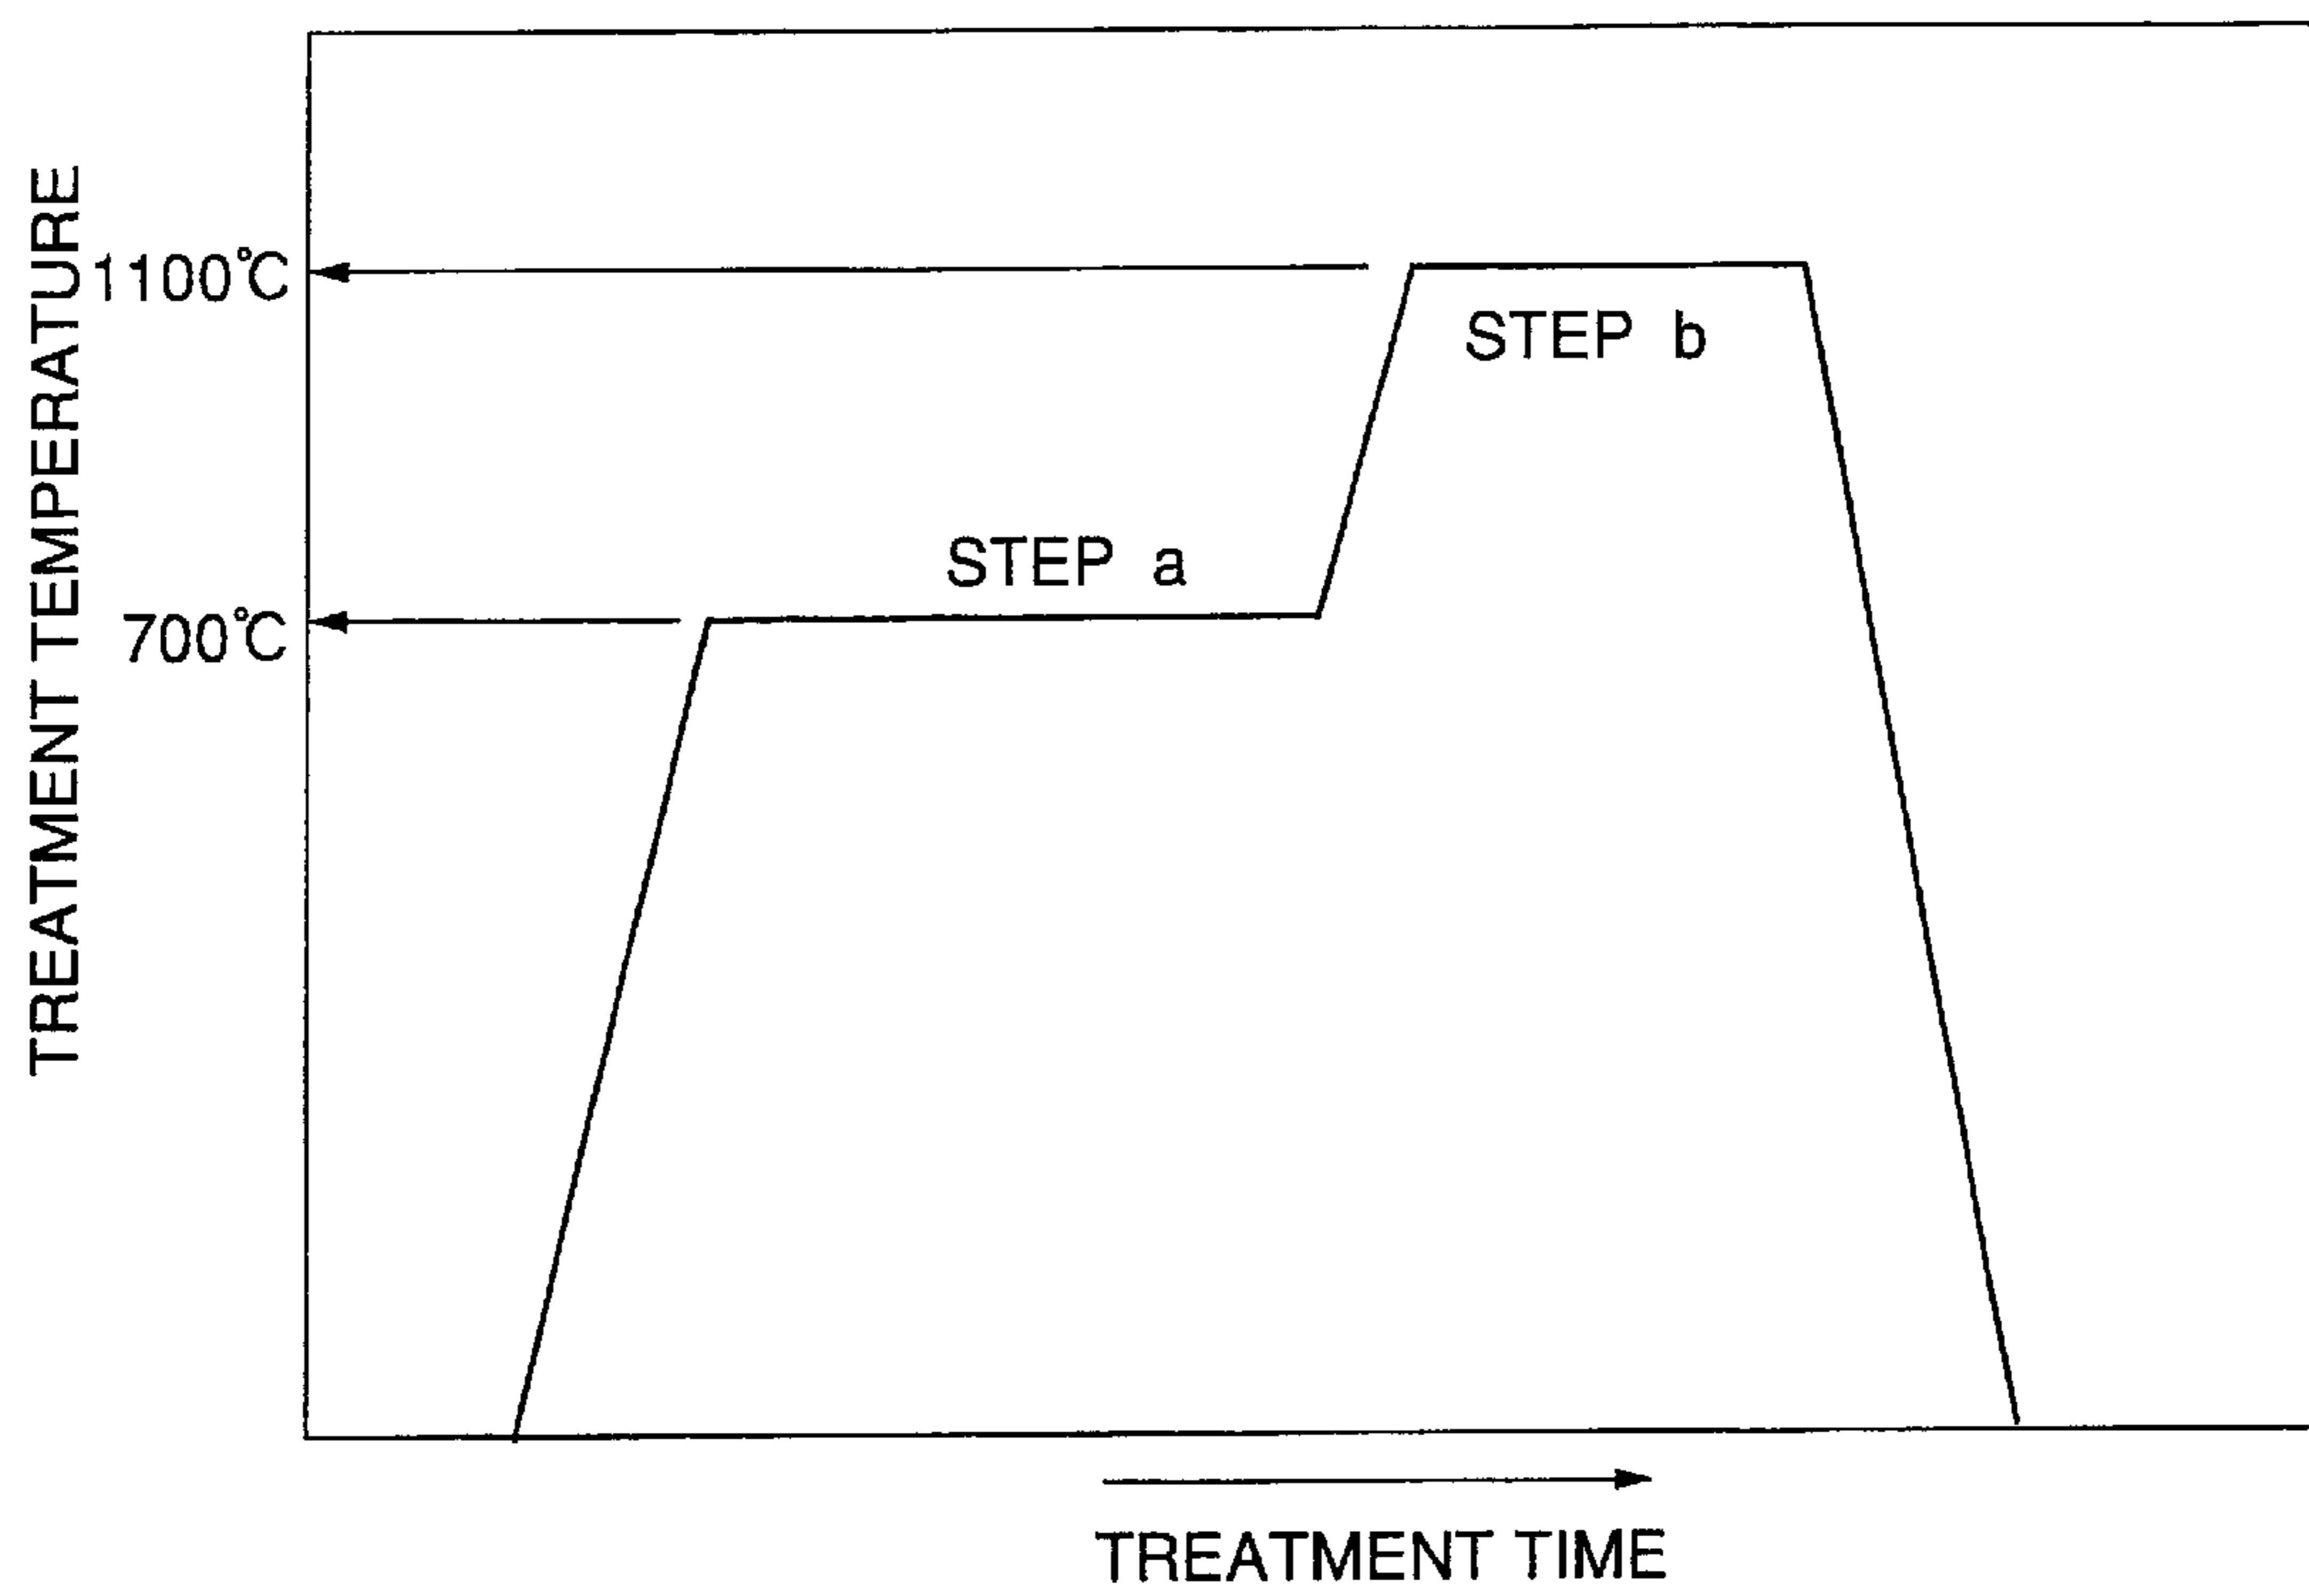 TREATMENT TEMPERATURE
1100°C
STEP b
STEP a
700°C
TREATMENT TIME